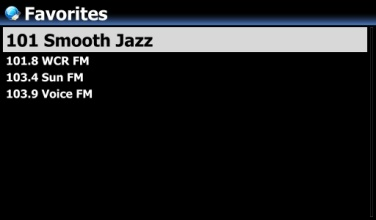 Favorites
101 Smooth Jazz
101.8 WCR FM
103.4 Sun FM
103.9 Voice FM